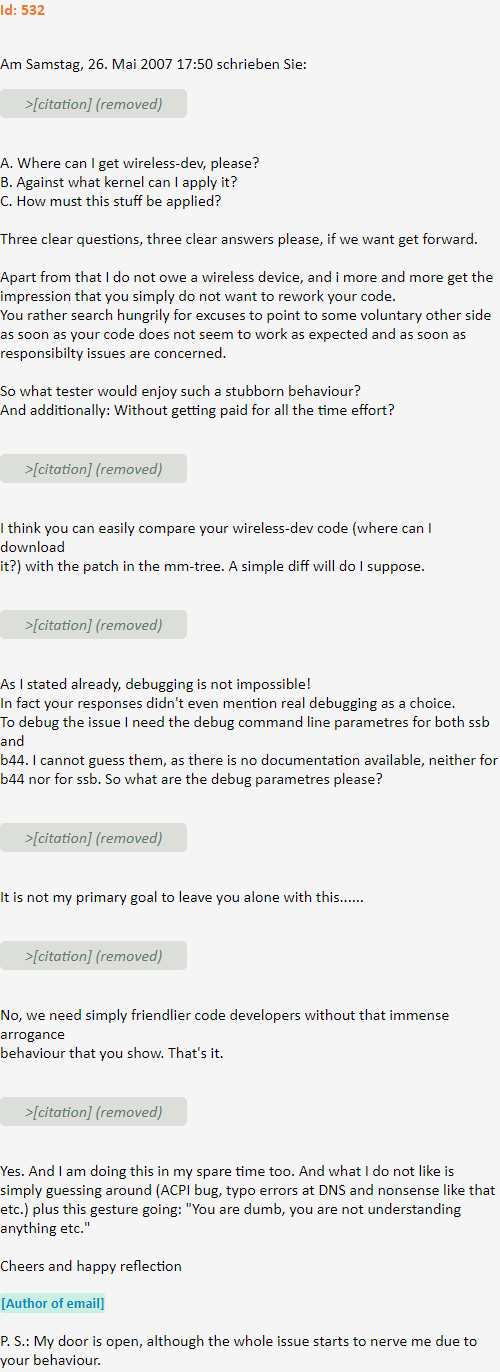 Id: 532
Am Samstag, 26. Mai 2007 17:50 schrieben Sie:
>[citation] (removed)
A. Where can I get wireless-dev, please?
B. Against what kernel can I apply it?
C. How must this stuff be applied?
Three clear questions, three clear answers please, if we want get forward.
Apart from that I do not owe a wireless device, and i more and more get the
impression that you simply do not want to rework your code.
You rather search hungrily for excuses to point to some voluntary other side
as soon as your code does not seem to work as expected and as soon as
responsibilty issues are concerned.
So what tester would enjoy such a stubborn behaviour?
And additionally: Without getting paid for all the time effort?
>[citation] (removed)
I think you can easily compare your wireless-dev code (where can I
download
it?) with the patch in the mm-tree. A simple diff will do I suppose.
>[citation] (removed)
As I stated already, debugging is not impossible!
In fact your responses didn't even mention real debugging as a choice.
To debug the issue I need the debug command line parametres for both ssb
and
b44. I cannot guess them, as there is no documentation available, neither for
b44 nor for ssb. So what are the debug parametres please?
>[citation] (removed)
It is not my primary goal to leave you alone with this......
>[citation] (removed)
No, we need simply friendlier code developers without that immense
arrogance
behaviour that you show. That's it.
>[citation] (removed)
Yes. And I am doing this in my spare time too. And what I do not like is
simply guessing around (ACPI bug, typo errors at DNS and nonsense like that
etc.) plus this gesture going: "You are dumb, you are not understanding
anything etc."
Cheers and happy reflection
[Author of email]
P. S.: My door is open, although the whole issue starts to nerve me due to
your behaviour.